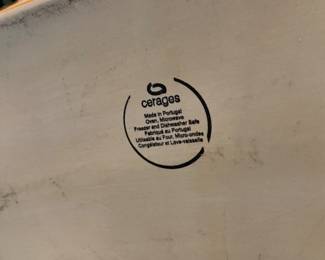 cerages
Made in Portugal
Oven, Microwave
Freezer and Dishwasher Safe
Fabriqué au Portugal
Utilisable au Four, Micro-ondes
Congélateur et Lave-vaisselle